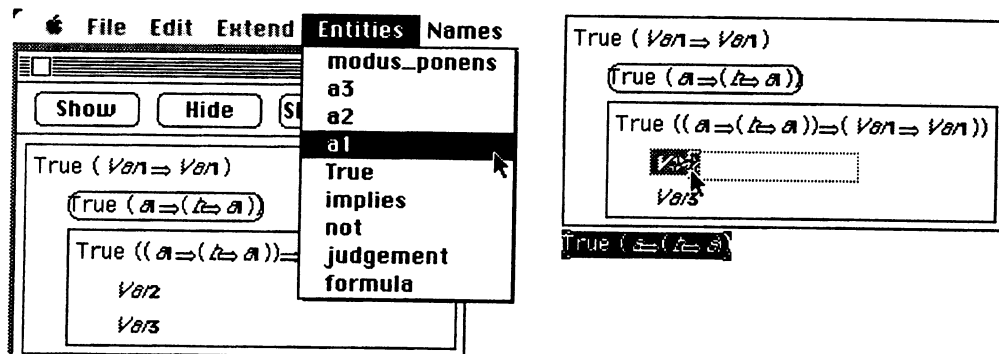 File Edit Extend Entities Names
modus_ponens
a3
a2
a1
True
implies
not
judgement
formula
Show Hide
True ( Var1 ⇒ Var1)
True ( a ⇒( b ⇒ a))
True (( a ⇒( b ⇒ a))⇒
Var2
Var3
True ( Var1 ⇒ Var1)
True ( a ⇒( b ⇒ a))
True (( a ⇒( b ⇒ a))⇒( Var1 ⇒ Var1))
Var3
True ( a ⇒( b ⇒ a)